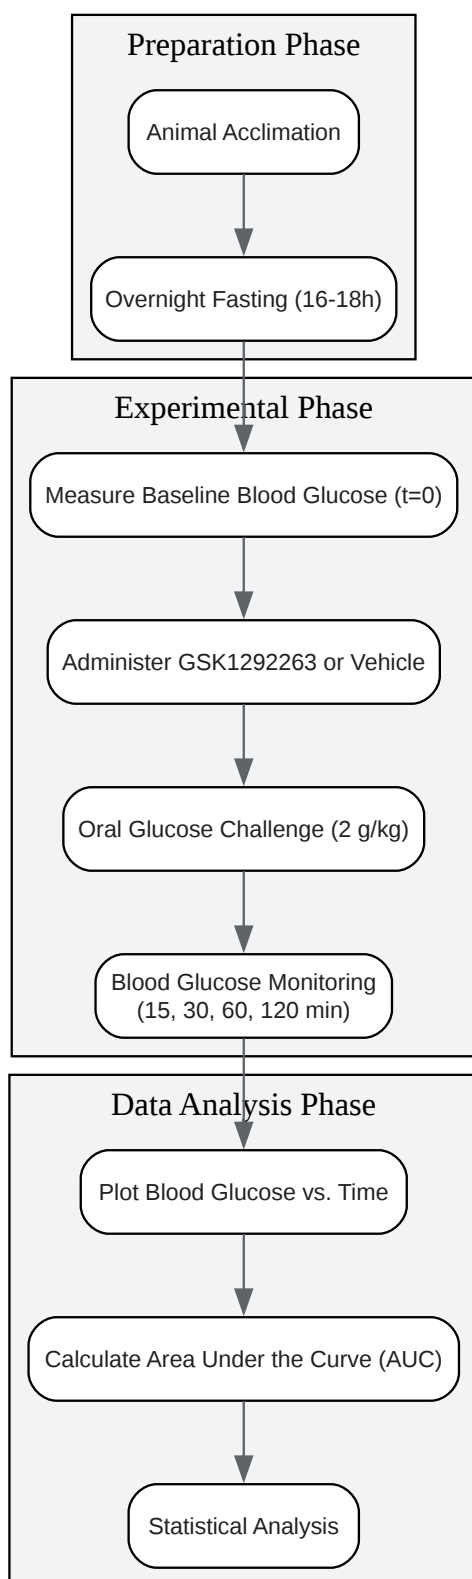 Preparation Phase
Animal Acclimation
Overnight Fasting (16-18h)
Experimental Phase
Measure Baseline Blood Glucose (t=0)
Administer GSK1292263 or Vehicle
Oral Glucose Challenge (2 g/kg)
Blood Glucose Monitoring
(15, 30, 60, 120 min)
Data Analysis Phase
Plot Blood Glucose vs. Time
Calculate Area Under the Curve (AUC)
Statistical Analysis